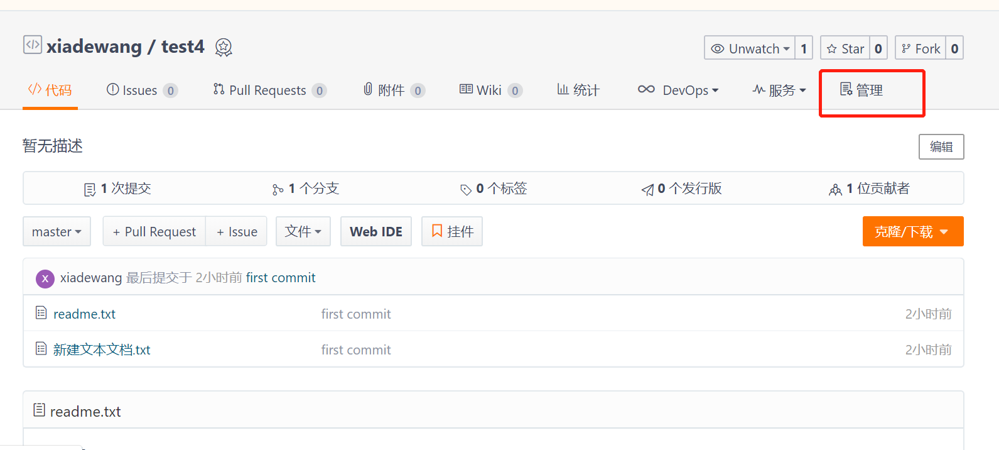 xiadewang / test4
Unwatch 1 Star 0 Fork 0
代码 Issues 0 Pull Requests 0 附件 0 Wiki 0 统计 DevOps 服务 管理
暂无描述 编辑
1 次提交 1 个分支 0 个标签 0 个发行版 1 位贡献者
master + Pull Request + Issue 文件 Web IDE 挂件 克隆/下载
X xiadewang 最后提交于 2小时前 first commit
readme.txt first commit 2小时前
新建文本文档.txt first commit 2小时前
readme.txt